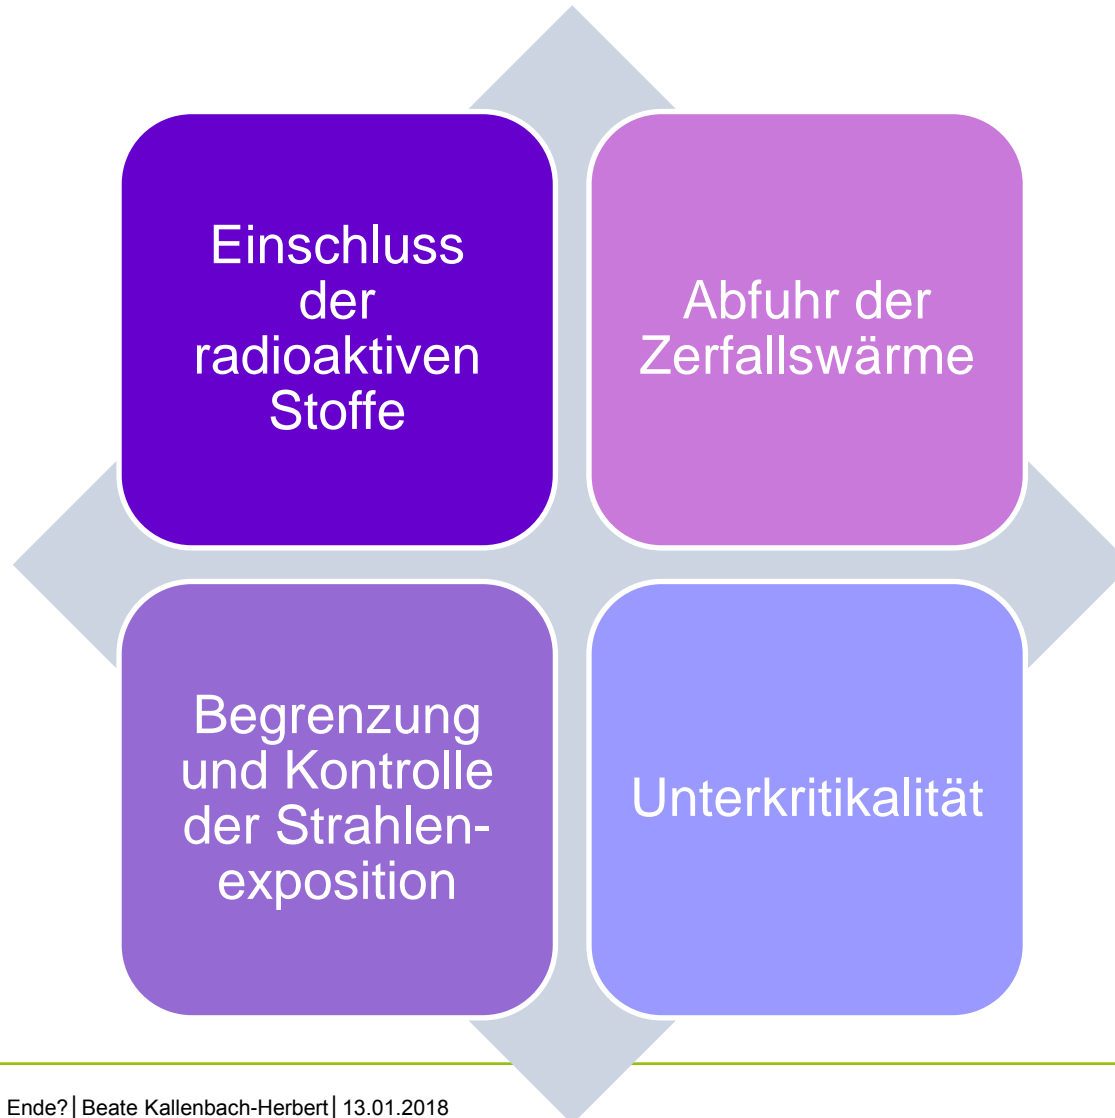 Einschluss
der
radioaktiven
Stoffe
Abfuhr der
Zerfallswärme
Begrenzung
und Kontrolle
der Strahlen-
exposition
Unterkritikalität
Ende?│Beate Kallenbach-Herbert│13.01.2018